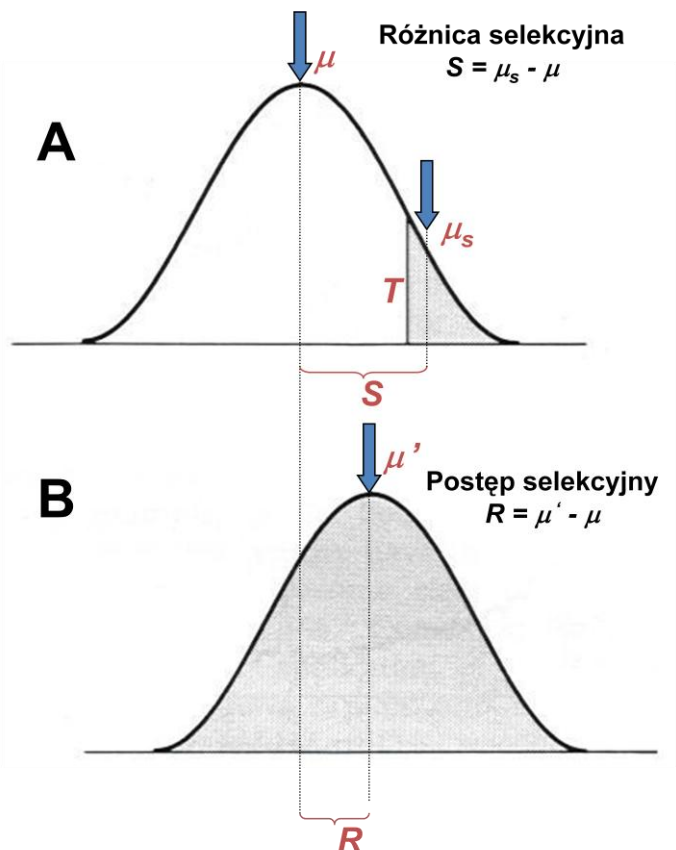 μ
Różnica selekcyjna
S = μs - μ
A
μs
T
S
μ’
B
Postęp selekcyjny
R = μ‘ - μ
R